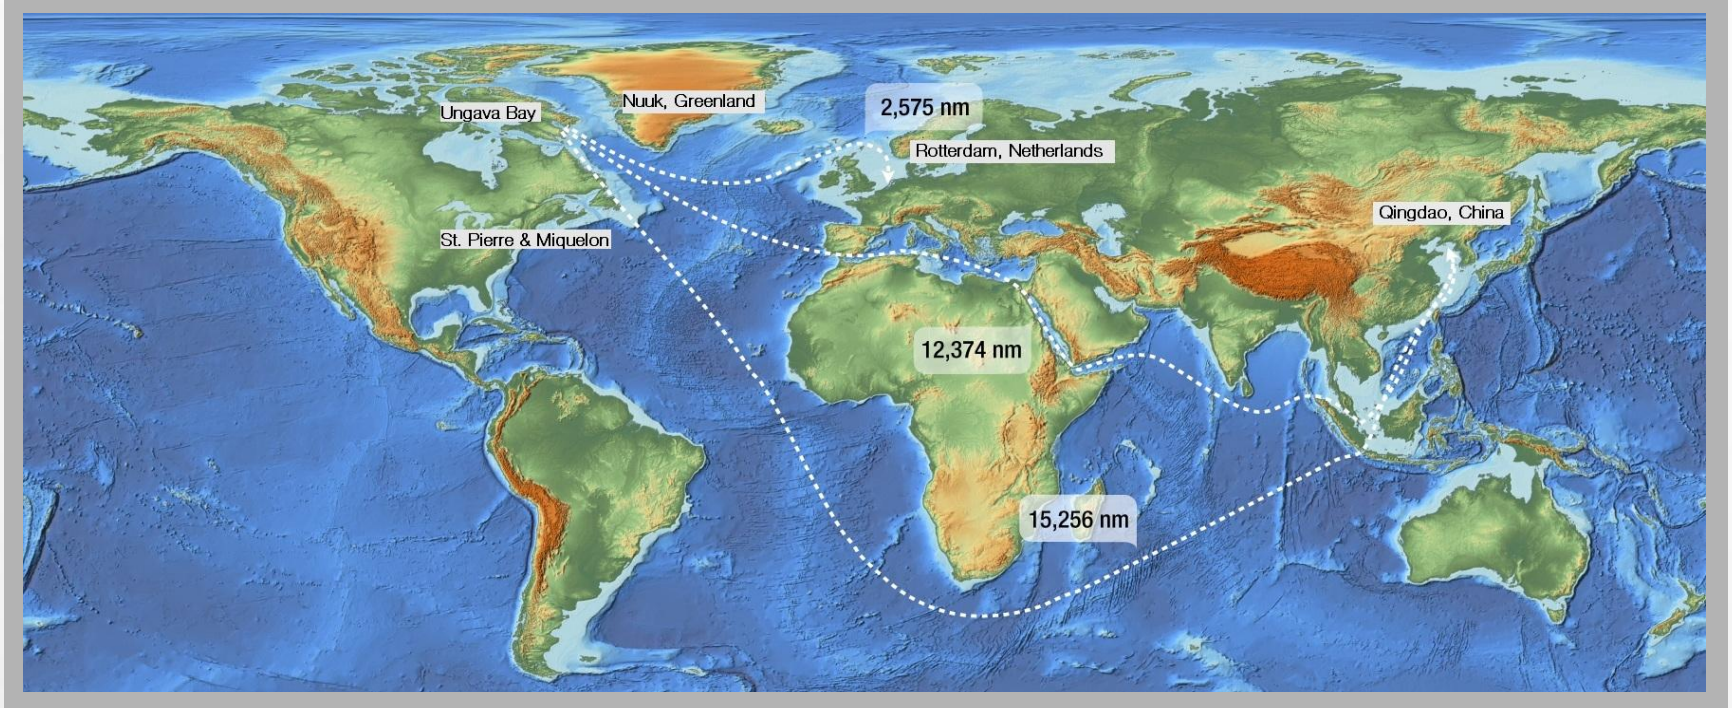 2,575 nm
Nuuk, Greenland
Ungava Bay
Rotterdam, Netherlands
Qingdao, China
St. Pierre & Miquelon
12,374 nm
15,256 nm